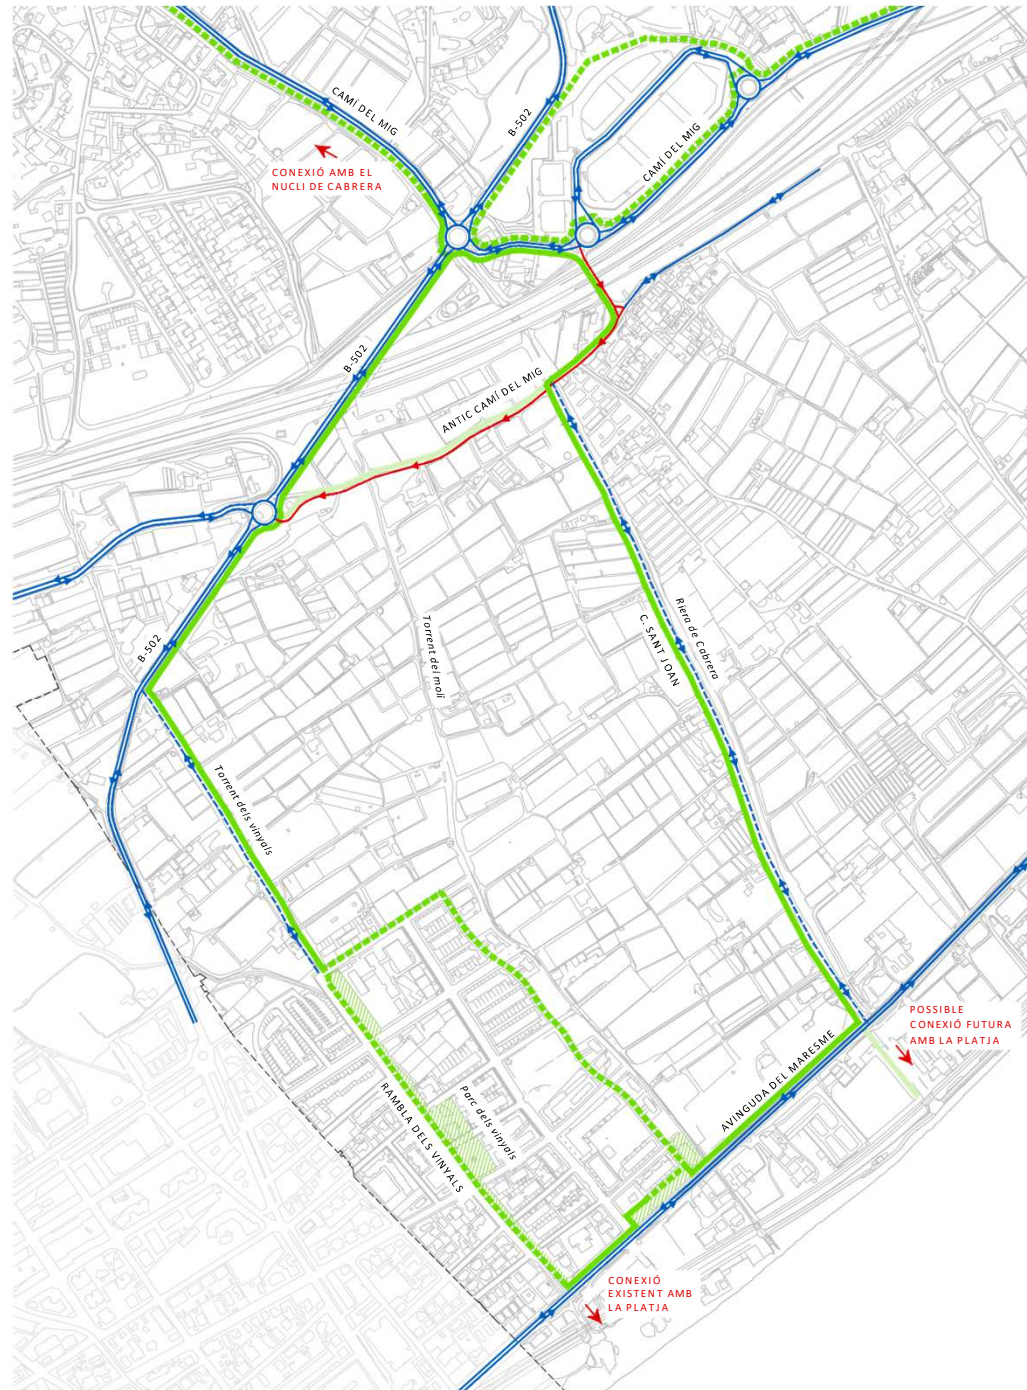 CAMÍ DEL MIG
B-502
CAMÍ DEL MIG
CONEXIÓ AMB EL
NUCLI DE CABRERA
B-502
ANTIC CAMÍ DEL MIG
B-502
Torrent del molí
Riera de Cabrera
C. SANT JOAN
Torrent dels vinyals
POSSIBLE
CONEXIÓ FUTURA
AMB LA PLATJA
AVINGUDA DEL MARESME
Parc dels vinyals
RAMBLA DELS VINYALS
CONEXIÓ
EXISTENT AMB
LA PLATJA